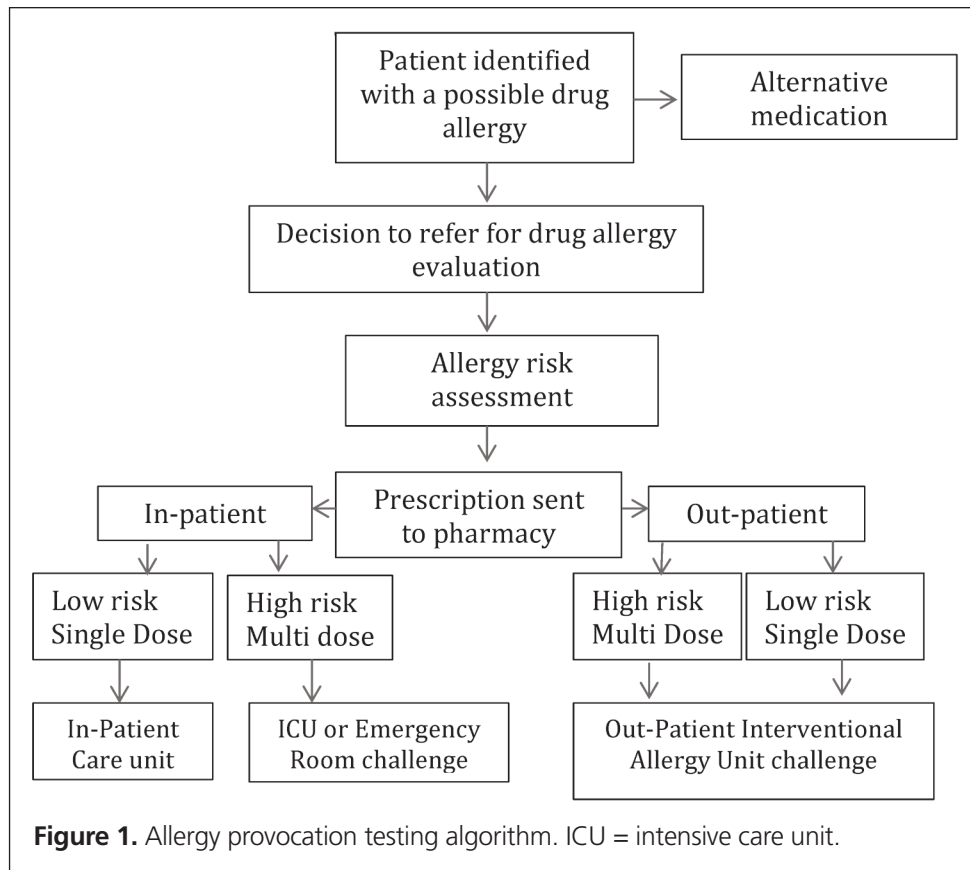 Patient identified
with a possible drug
allergy
Alternative
medication
Decision to refer for drug allergy
evaluation
Allergy risk
assessment
Prescription sent
to pharmacy
In-patient
Out-patient
Low risk
Single Dose
High risk
Multi dose
High risk
Multi Dose
Low risk
Single Dose
In-Patient
Care unit
ICU or Emergency
Room challenge
Out-Patient Interventional
Allergy Unit challenge
Figure 1. Allergy provocation testing algorithm. ICU = intensive care unit.